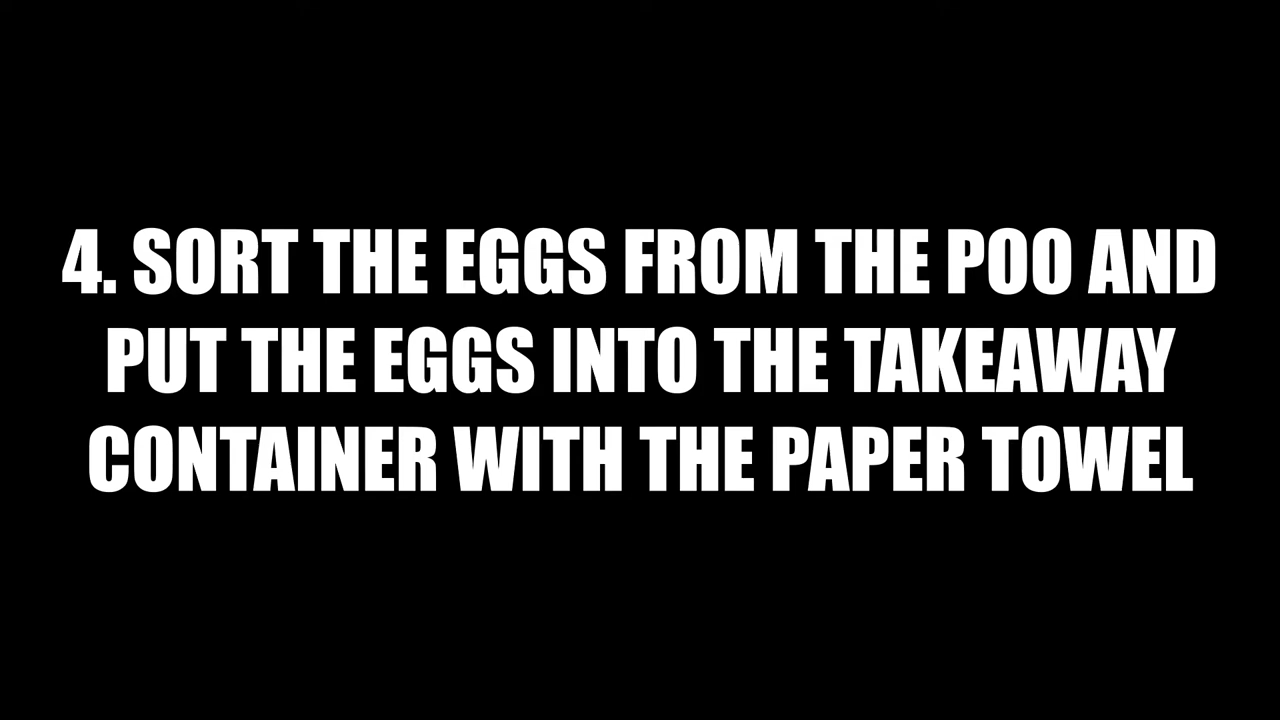 4. SORT THE EGGS FROM THE POO AND
PUT THE EGGS INTO THE TAKEAWAY
CONTAINER WITH THE PAPER TOWEL